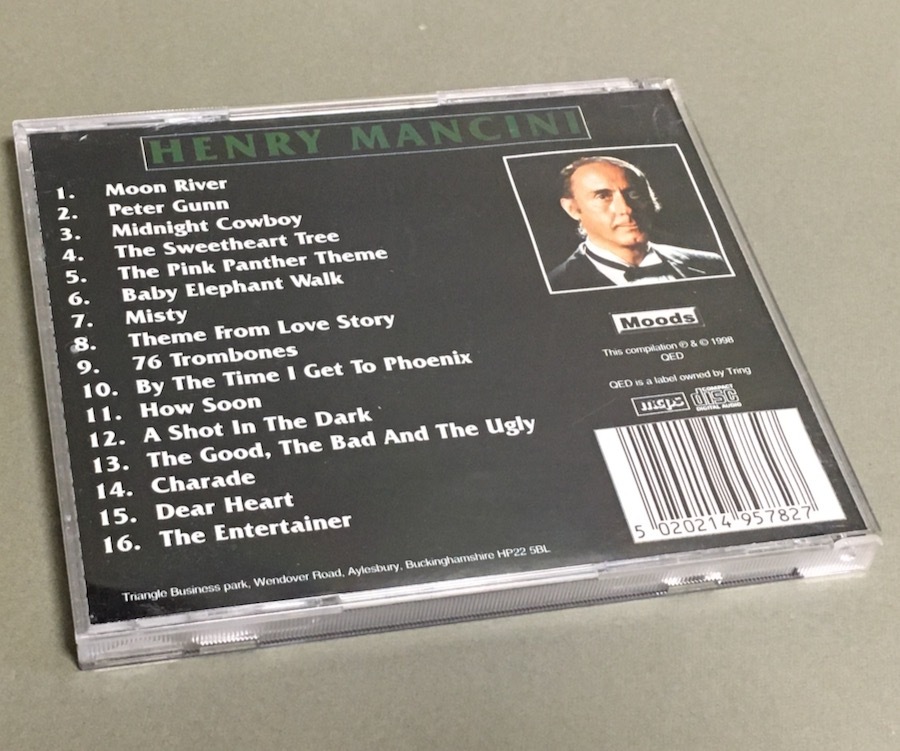 HENRY MANCINI
1. Moon River
2. Peter Gunn
3. Midnight Cowboy
4. The Sweetheart Tree
5. The Pink Panther Theme
6. Baby Elephant Walk
7. Misty
8. Theme From Love Story
9. 76 Trombones
10. By The Time I Get To Phoenix
11. How Soon
12. A Shot In The Dark
13. The Good, The Bad And The Ugly
14. Charade
15. Dear Heart
16. The Entertainer
Moods
This compilation ℗ & © 1998
QED
QED is a label owned by Tring
mcps COMPACT disc DIGITAL AUDIO
5 020214 957827
Triangle Business park, Wendover Road, Aylesbury, Buckinghamshire HP22 5BL